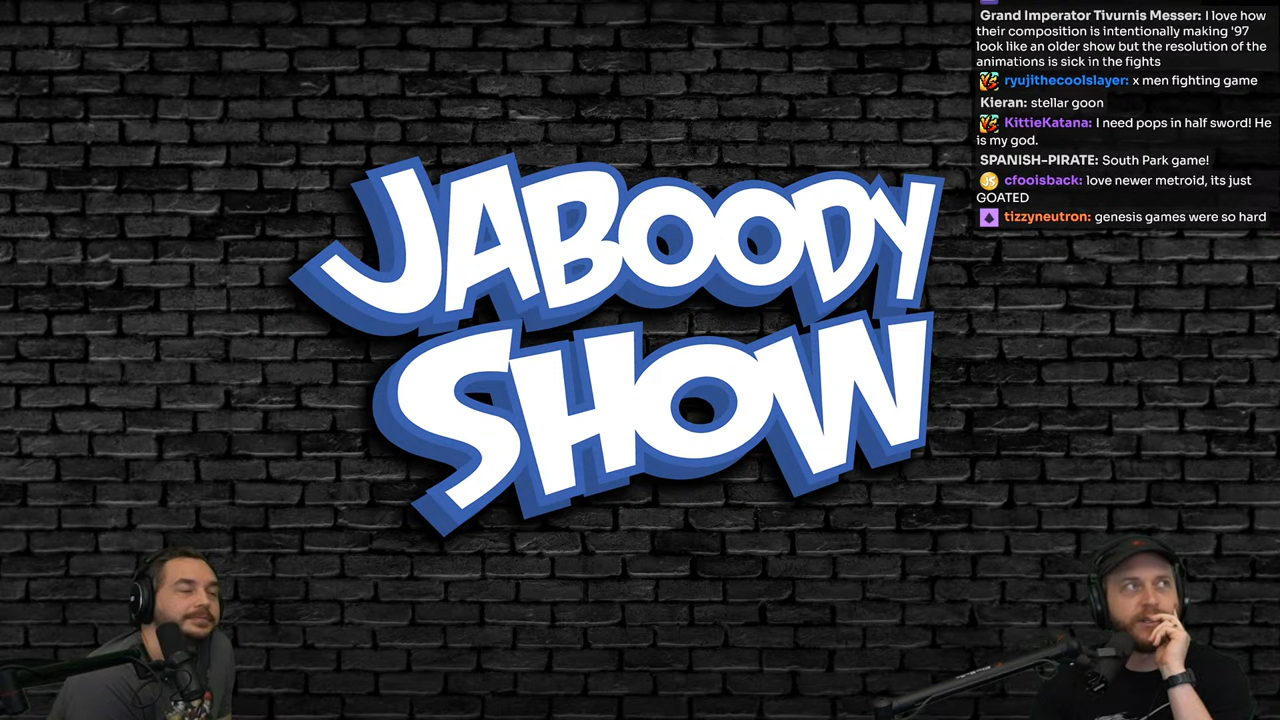 Grand Imperator Tivurnis Messer: I love how
their composition is intentionally making '97
look like an older show but the resolution of the
animations is sick in the fights
ryujithecoolslayer: x men fighting game
Kieran: stellar goon
KittieKatana: I need pops in half sword! He
is my god.
SPANISH-PIRATE: South Park game!
JS cfooisback: love newer metroid, its just
GOATED
tizzyneutron: genesis games were so hard
JABOODY
SHOW